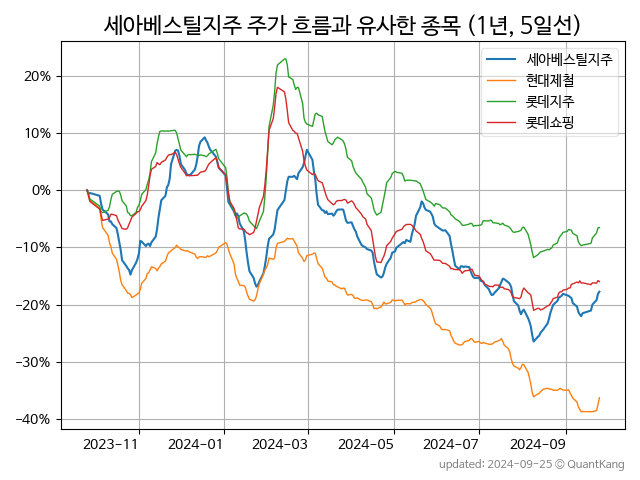 세아베스틸지주 주가 흐름과 유사한 종목 (1년, 5일선)
세아베스틸지주
현대제철
롯데지주
롯데쇼핑
20%
10%
0%
−10%
−20%
−30%
−40%
2023-11 2024-01 2024-03 2024-05 2024-07 2024-09
updated: 2024-09-25 © QuantKang